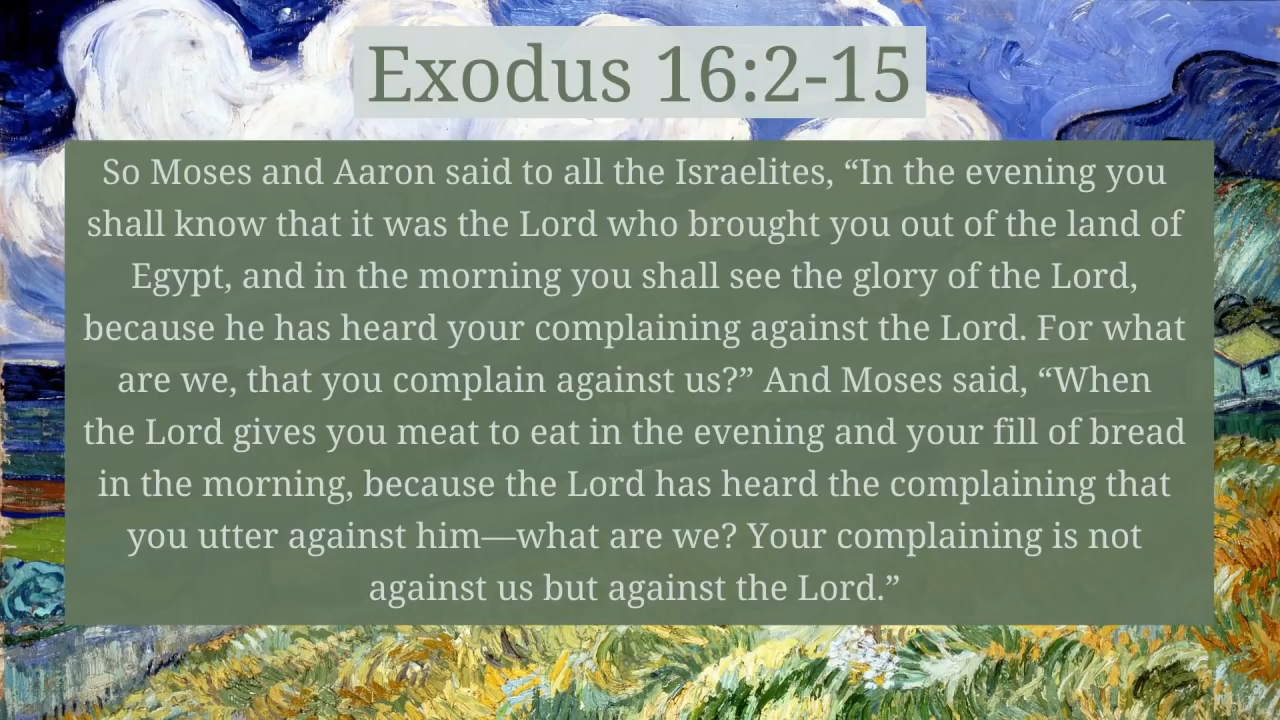 Exodus 16:2-15
So Moses and Aaron said to all the Israelites, “In the evening you
shall know that it was the Lord who brought you out of the land of
Egypt, and in the morning you shall see the glory of the Lord,
because he has heard your complaining against the Lord. For what
are we, that you complain against us?” And Moses said, “When
the Lord gives you meat to eat in the evening and your fill of bread
in the morning, because the Lord has heard the complaining that
you utter against him—what are we? Your complaining is not
against us but against the Lord.”